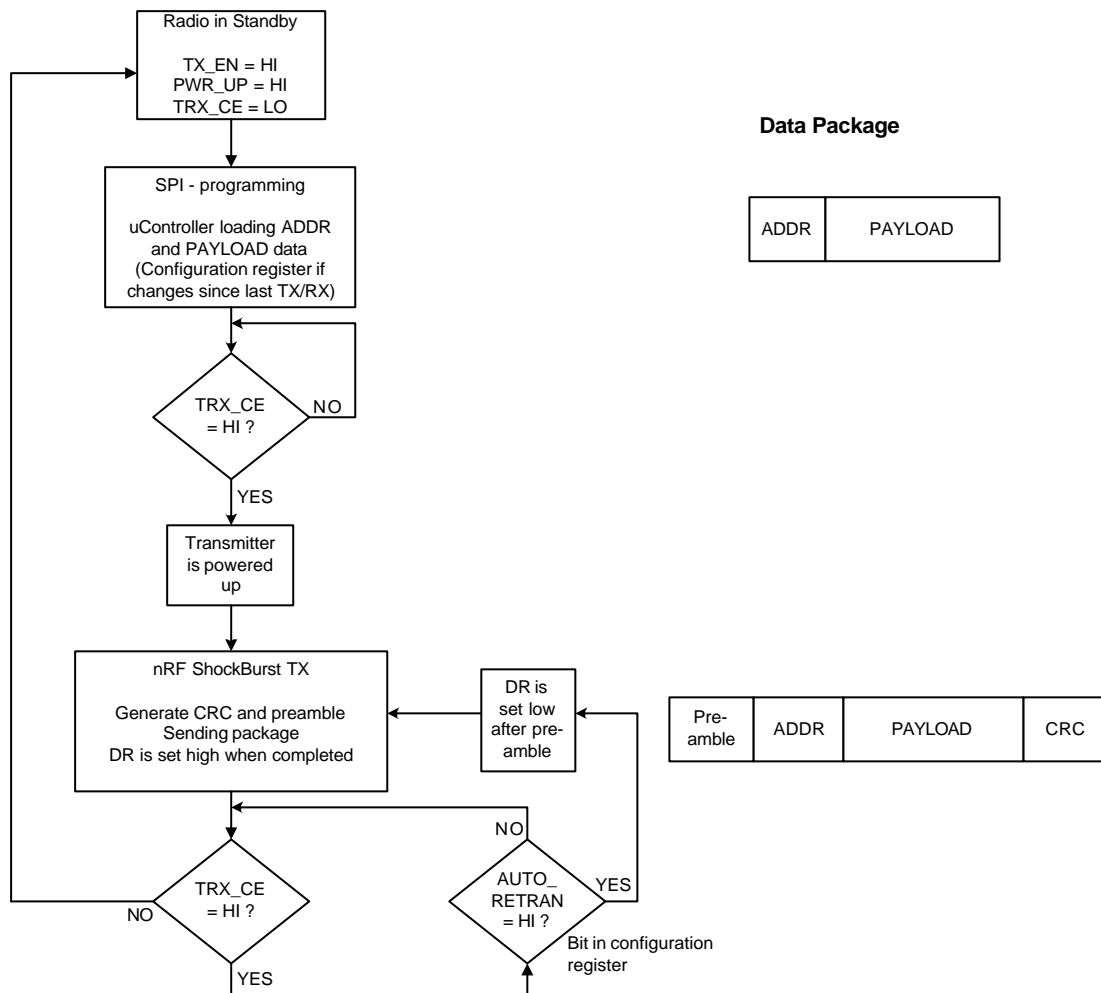 Radio in Standby
TX_EN = HI
PWR_UP = HI
TRX_CE = LO
Data Package
SPI - programming
uController loading ADDR
and PAYLOAD data
(Configuration register if
changes since last TX/RX)
ADDR
PAYLOAD
TRX_CE
= HI ?
NO
YES
Transmitter
is powered
up
nRF ShockBurst TX
Generate CRC and preamble
Sending package
DR is set high when completed
DR is
set low
after pre-
amble
Pre-
amble
ADDR
PAYLOAD
CRC
NO
TRX_CE
= HI ?
NO
YES
AUTO_
RETRAN
= HI ?
YES
Bit in configuration
register